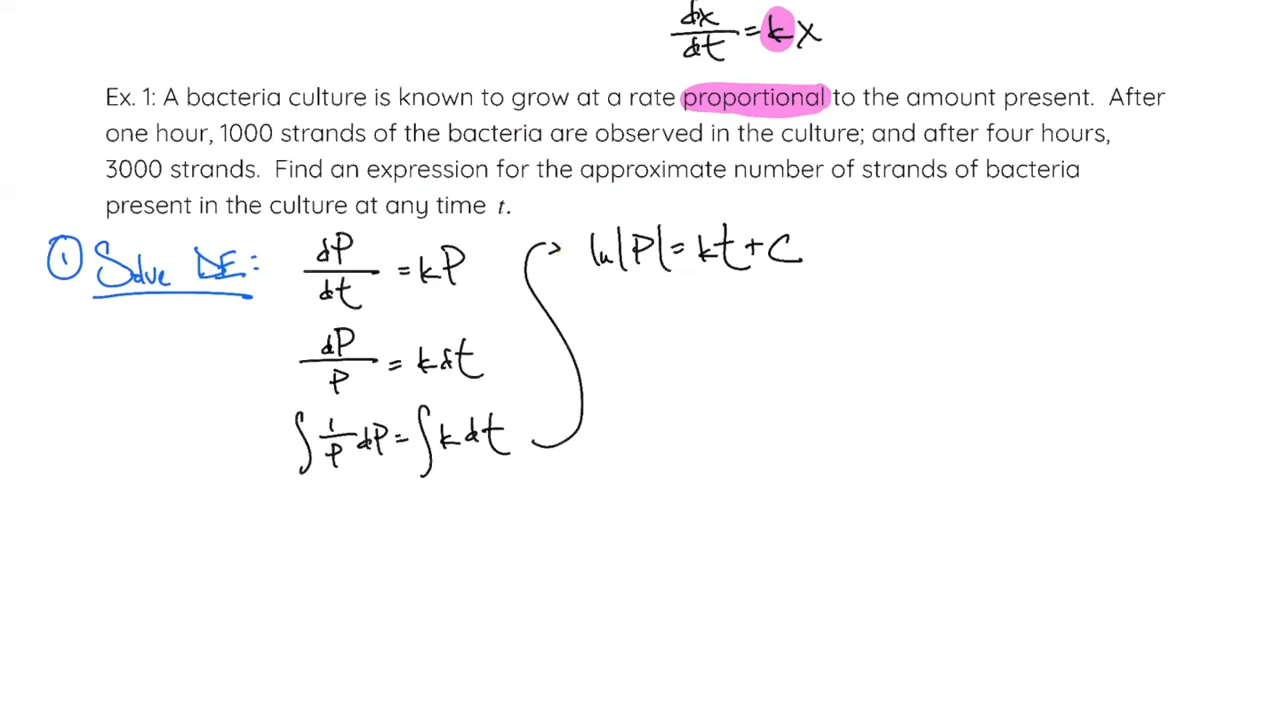 dx/dt = kx
Ex. 1: A bacteria culture is known to grow at a rate proportional to the amount present. After
one hour, 1000 strands of the bacteria are observed in the culture; and after four hours,
3000 strands. Find an expression for the approximate number of strands of bacteria
present in the culture at any time t.
① Solve DE:
dP/dt = kP
dP/P = kdt
∫ 1/P dP = ∫ k dt
ln|P| = kt + C